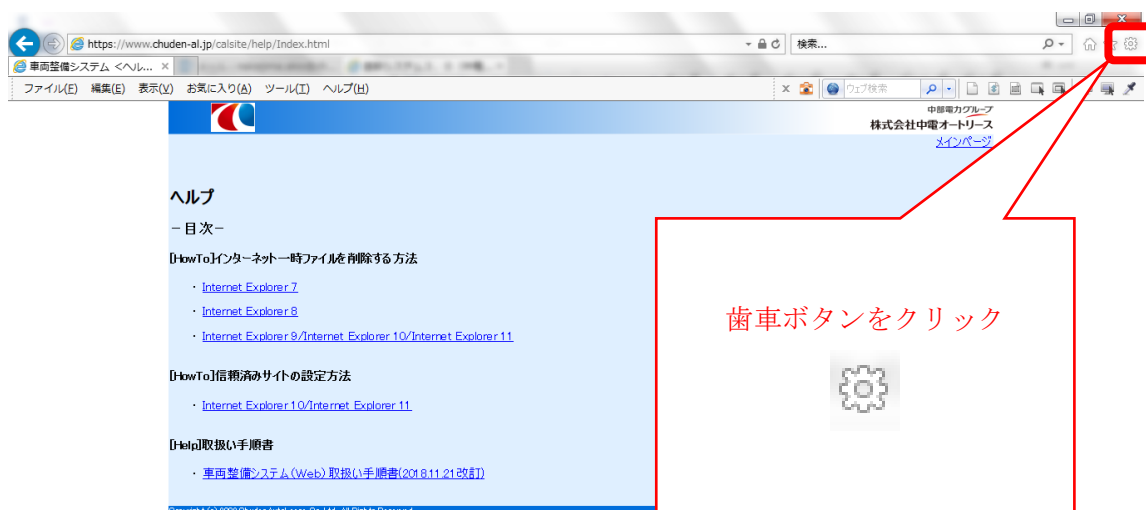 https://www.chuden-al.jp/calsite/help/Index.html
検索...
車両整備システム <ヘル...
ファイル(F) 編集(E) 表示(V) お気に入り(A) ツール(T) ヘルプ(H)
ウェブ検索
中部電力グループ
株式会社中電オートリース
メインページ
ヘルプ
－目次－
[HowTo]インターネット一時ファイルを削除する方法
・ Internet Explorer 7
・ Internet Explorer 8
・ Internet Explorer 9/Internet Explorer 10/Internet Explorer 11
歯車ボタンをクリック
[HowTo]信頼済みサイトの設定方法
・ Internet Explorer 10/Internet Explorer 11
[Help]取扱い手順書
・ 車両整備システム(Web)取扱い手順書(2018.11.21改訂)